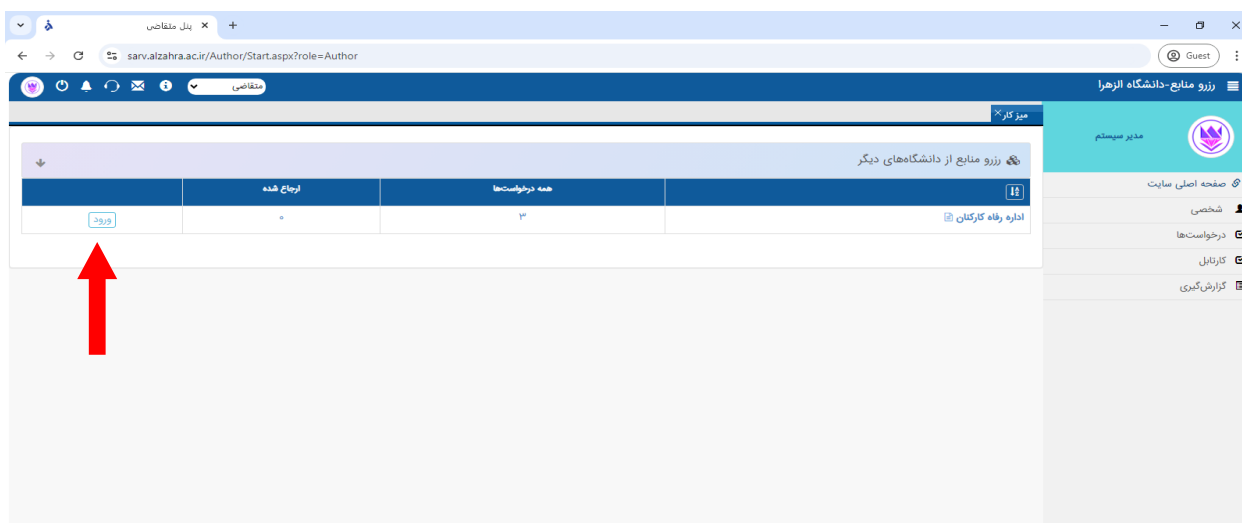 پنل متقاضی
sarv.alzahra.ac.ir/Author/Start.aspx?role=Author
Guest
رزرو منابع-دانشگاه الزهرا
متقاضی
مدیر سیستم
صفحه اصلی سایت
شخصی
درخواست‌ها
کارتابل
گزارش‌گیری
میز کار
رزرو منابع از دانشگاه‌های دیگر
همه درخواست‌ها ارجاع شده
اداره رفاه کارکنان ۳ ۰ ورود